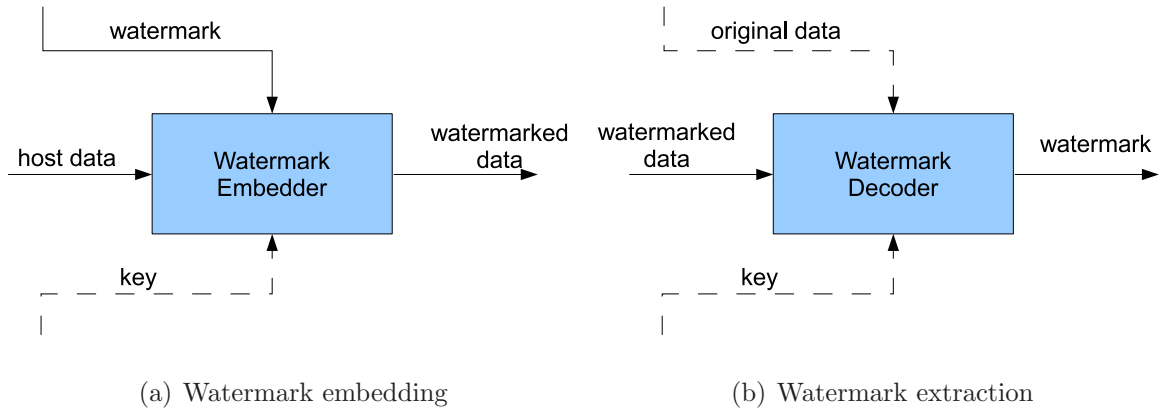 watermark
host data
Watermark
Embedder
watermarked
data
key
(a) Watermark embedding
original data
watermarked
data
Watermark
Decoder
watermark
key
(b) Watermark extraction